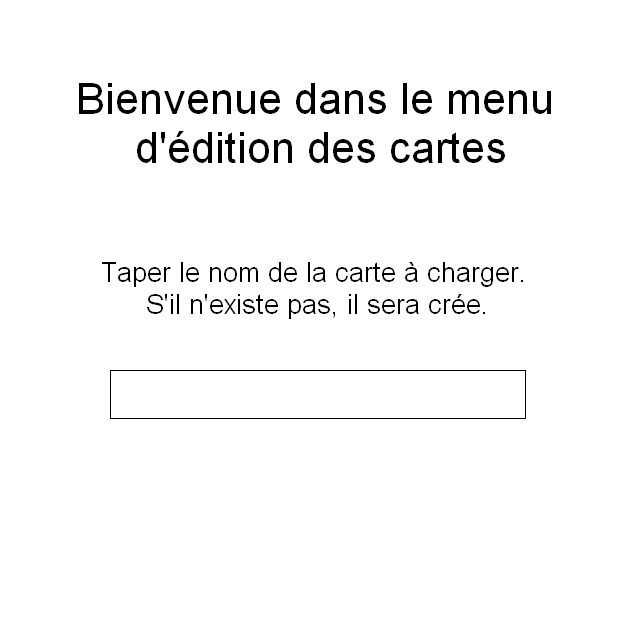 Bienvenue dans le menu
d'édition des cartes
Taper le nom de la carte à charger.
S'il n'existe pas, il sera crée.